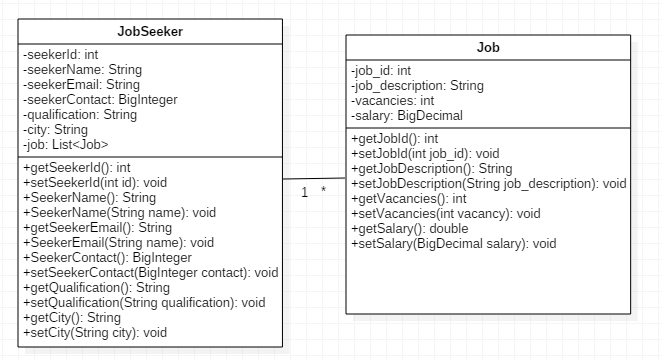 JobSeeker
-seekerId: int
-seekerName: String
-seekerEmail: String
-seekerContact: BigInteger
-qualification: String
-city: String
-job: List<Job>
+getSeekerId(): int
+setSeekerId(int id): void
+SeekerName(): String
+SeekerName(String name): void
+getSeekerEmail(): String
+SeekerEmail(String name): void
+SeekerContact(): BigInteger
+setSeekerContact(BigInteger contact): void
+getQualification(): String
+setQualification(String qualification): void
+getCity(): String
+setCity(String city): void
1 *
Job
-job_id: int
-job_description: String
-vacancies: int
-salary: BigDecimal
+getJobId(): int
+setJobId(int job_id): void
+getJobDescription(): String
+setJobDescription(String job_description): void
+getVacancies(): int
+setVacancies(int vacancy): void
+getSalary(): double
+setSalary(BigDecimal salary): void